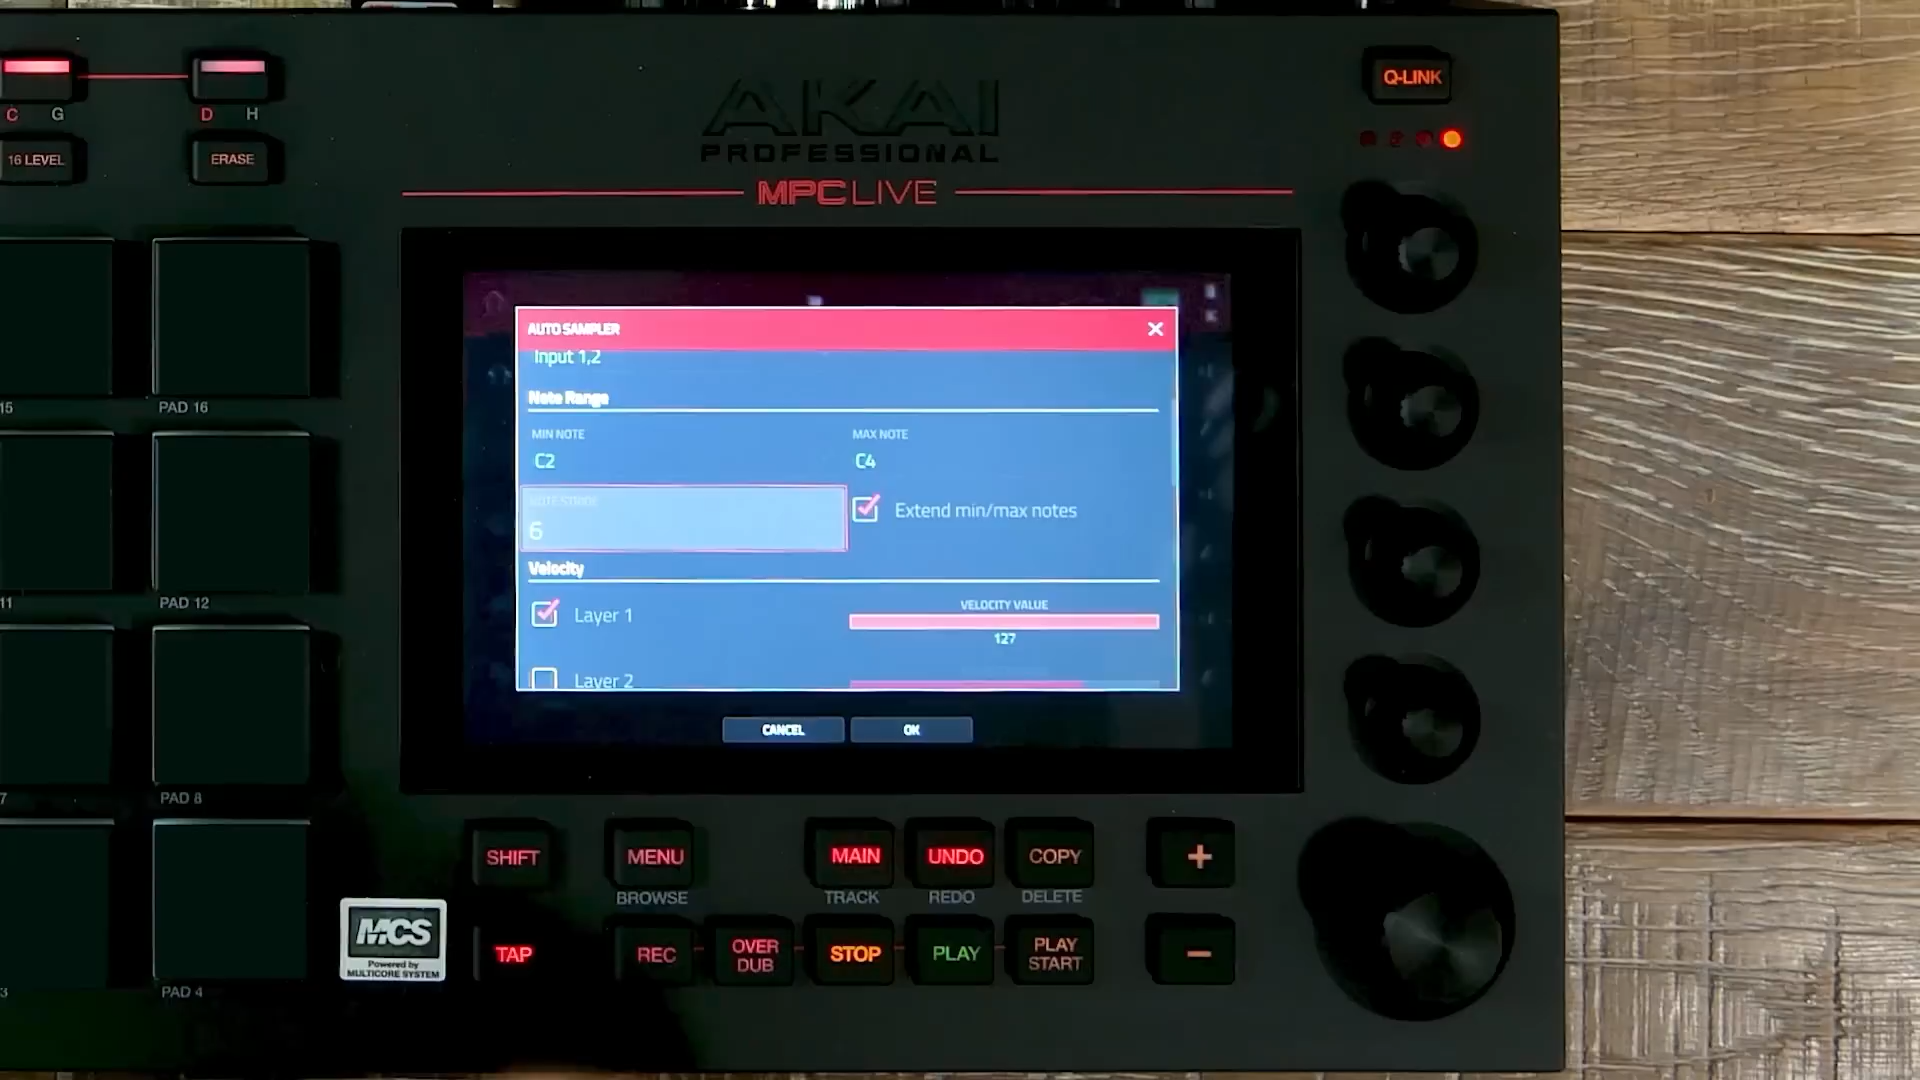 AKAI
PROFESSIONAL
MPC LIVE
Q-LINK
C G
D H
16 LEVEL
ERASE
AUTO SAMPLER
Input 1,2
Note Range
MIN NOTE
MAX NOTE
C2
C4
NOTE STRIDE
6
Extend min/max notes
Velocity
Layer 1
VELOCITY VALUE
127
Layer 2
CANCEL
OK
15
PAD 16
11
PAD 12
7
PAD 8
3
PAD 4
SHIFT
MENU
MAIN
UNDO
COPY
+
BROWSE
TRACK
REDO
DELETE
TAP
REC
OVER
DUB
STOP
PLAY
PLAY
START
-
MCS
Powered by
MULTICORE SYSTEM